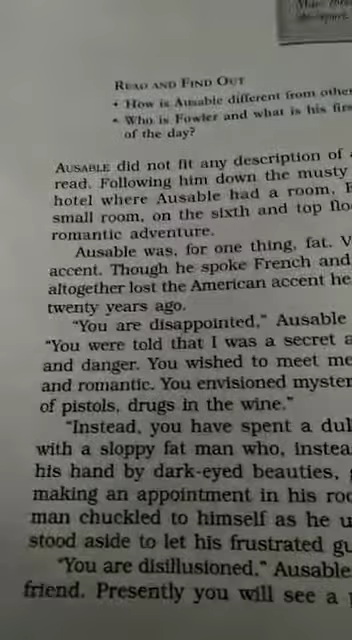 READ AND FIND OUT
• How is Ausable different from other
• Who is Fowler and what is his firs
of the day?
AUSABLE did not fit any description of
read. Following him down the musty
hotel where Ausable had a room,
small room, on the sixth and top flo
romantic adventure.
Ausable was, for one thing, fat. V
accent. Though he spoke French and
altogether lost the American accent he
twenty years ago.
"You are disappointed," Ausable
"You were told that I was a secret a
and danger. You wished to meet me
and romantic. You envisioned myster
of pistols, drugs in the wine."
"Instead, you have spent a dul
with a sloppy fat man who, instea
his hand by dark-eyed beauties,
making an appointment in his roo
man chuckled to himself as he u
stood aside to let his frustrated gu
"You are disillusioned," Ausable
friend. Presently you will see a